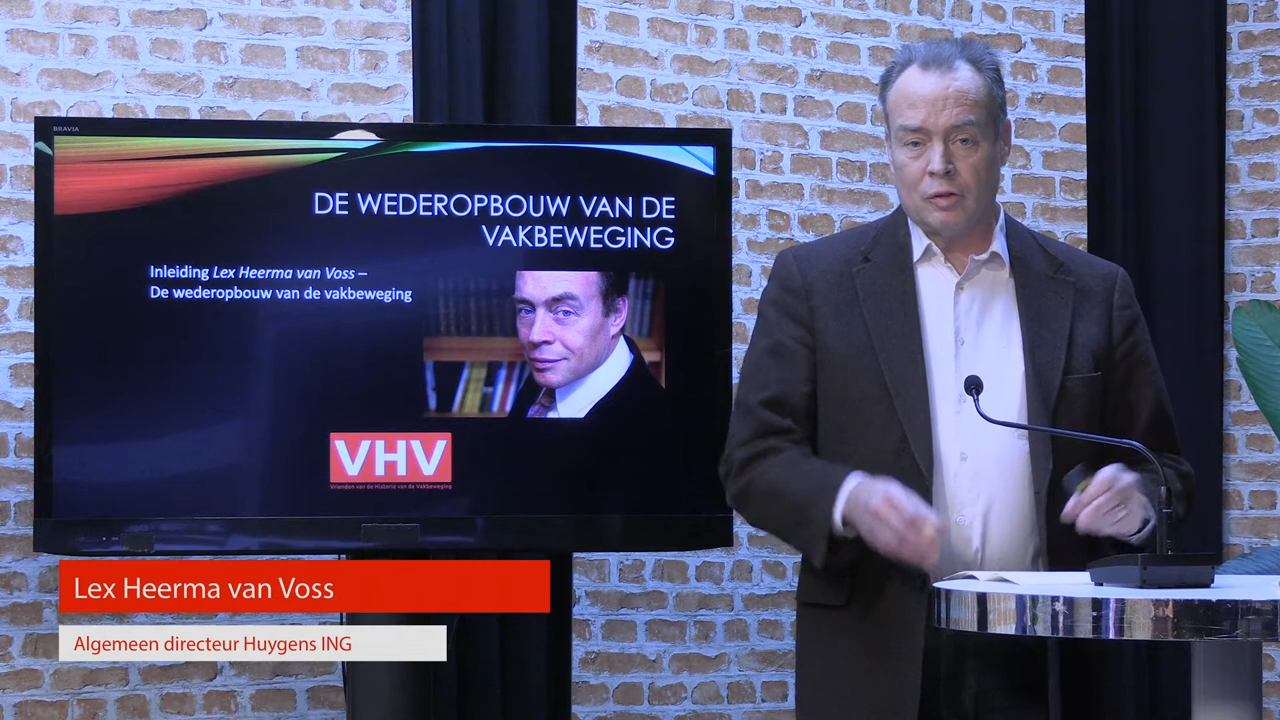 BRAVIA
DE WEDEROPBOUW VAN DE
VAKBEWEGING
Inleiding Lex Heerma van Voss –
De wederopbouw van de vakbeweging
VHV
Vrienden van de Historie van de Vakbeweging
Lex Heerma van Voss
Algemeen directeur Huygens ING